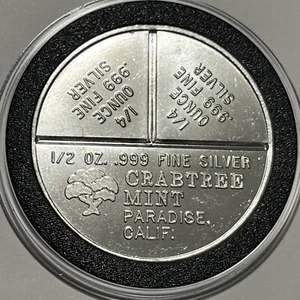 1/4
OUNCE
.999 FINE
SILVER
1/4
OUNCE
.999 FINE
SILVER
1/2 OZ. .999 FINE SILVER
CRABTREE
MINT
PARADISE,
CALIF.